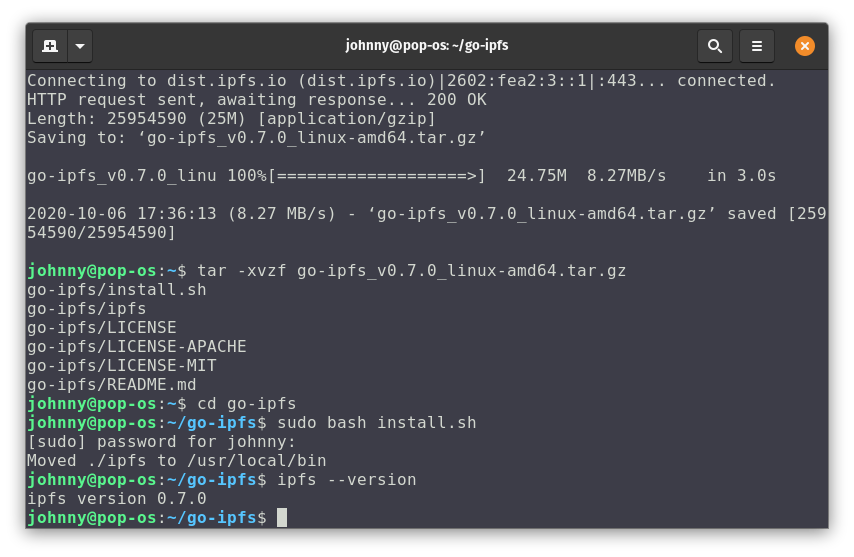 johnny@pop-os: ~/go-ipfs
Connecting to dist.ipfs.io (dist.ipfs.io)|2602:fea2:3::1|:443... connected.
HTTP request sent, awaiting response... 200 OK
Length: 25954590 (25M) [application/gzip]
Saving to: ‘go-ipfs_v0.7.0_linux-amd64.tar.gz’
go-ipfs_v0.7.0_linu 100%[===================>]  24.75M  8.27MB/s    in 3.0s
2020-10-06 17:36:13 (8.27 MB/s) - ‘go-ipfs_v0.7.0_linux-amd64.tar.gz’ saved [259
54590/25954590]
johnny@pop-os:~$ tar -xvzf go-ipfs_v0.7.0_linux-amd64.tar.gz
go-ipfs/install.sh
go-ipfs/ipfs
go-ipfs/LICENSE
go-ipfs/LICENSE-APACHE
go-ipfs/LICENSE-MIT
go-ipfs/README.md
johnny@pop-os:~$ cd go-ipfs
johnny@pop-os:~/go-ipfs$ sudo bash install.sh
[sudo] password for johnny:
Moved ./ipfs to /usr/local/bin
johnny@pop-os:~/go-ipfs$ ipfs --version
ipfs version 0.7.0
johnny@pop-os:~/go-ipfs$